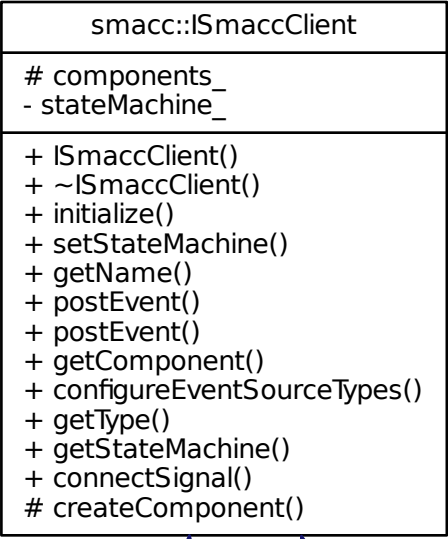 smacc::ISmaccClient
# components_
- stateMachine_
+ ISmaccClient()
+ ~ISmaccClient()
+ initialize()
+ setStateMachine()
+ getName()
+ postEvent()
+ postEvent()
+ getComponent()
+ configureEventSourceTypes()
+ getType()
+ getStateMachine()
+ connectSignal()
# createComponent()